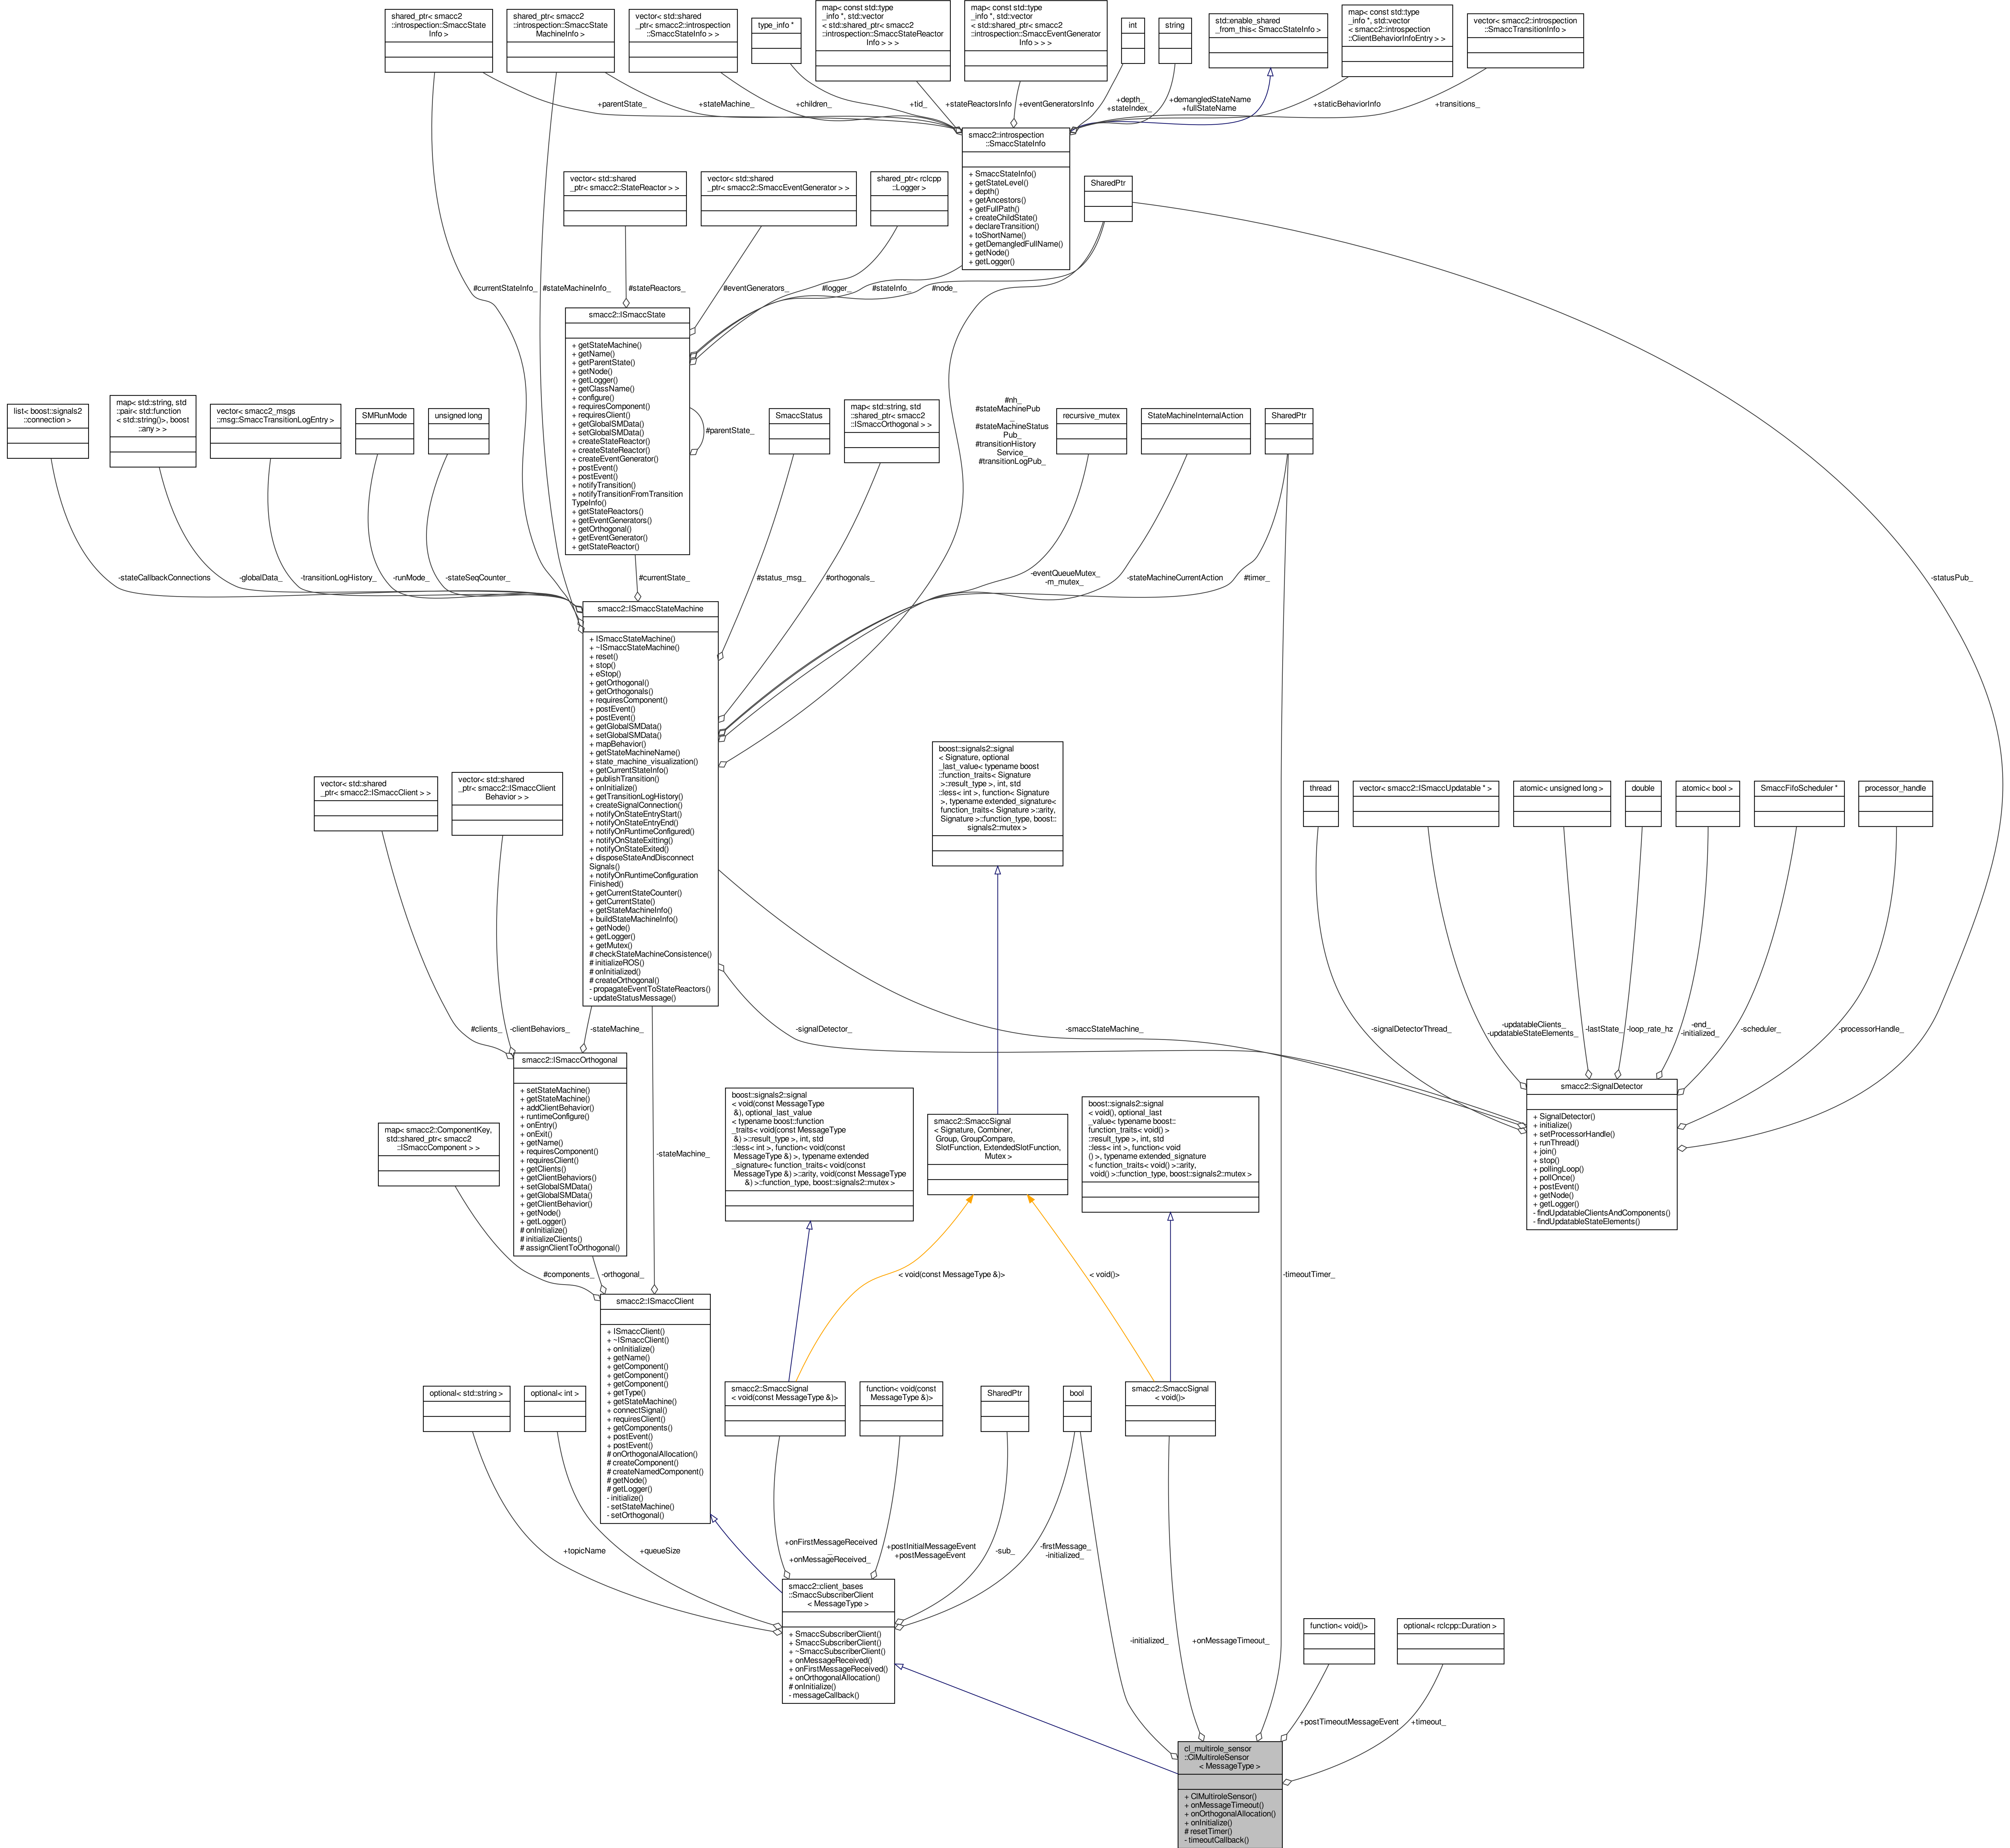 shared_ptr< smacc2
::introspection::SmaccState
Info >
shared_ptr< smacc2
::introspection::SmaccState
MachineInfo >
vector< std::shared
_ptr< smacc2::introspection
::SmaccStateInfo > >
type_info *
map< const std::type
_info *, std::vector
< std::shared_ptr< smacc2
::introspection::SmaccStateReactor
Info > > >
map< const std::type
_info *, std::vector
< std::shared_ptr< smacc2
::introspection::SmaccEventGenerator
Info > > >
int
string
std::enable_shared
_from_this< SmaccStateInfo >
map< const std::type
_info *, std::vector
< smacc2::introspection
::ClientBehaviorInfoEntry > >
vector< smacc2::introspection
::SmaccTransitionInfo >
+parentState_
+stateMachine_
+children_
+tid_
+stateReactorsInfo
+eventGeneratorsInfo
+depth_
+stateIndex_
+demangledStateName
+fullStateName
+staticBehaviorInfo
+transitions_
smacc2::introspection
::SmaccStateInfo
+ SmaccStateInfo()
+ getStateLevel()
+ depth()
+ getAncestors()
+ getFullPath()
+ createChildState()
+ declareTransition()
+ toShortName()
+ getDemangledFullName()
+ getNode()
+ getLogger()
vector< std::shared
_ptr< smacc2::StateReactor > >
vector< std::shared
_ptr< smacc2::SmaccEventGenerator > >
shared_ptr< rclcpp
::Logger >
SharedPtr
#currentStateInfo_
#stateMachineInfo_
#stateReactors_
#eventGenerators_
#logger_
#stateInfo_
#node_
smacc2::ISmaccState
+ getStateMachine()
+ getName()
+ getParentState()
+ getNode()
+ getLogger()
+ getClassName()
+ configure()
+ requiresComponent()
+ requiresClient()
+ getGlobalSMData()
+ setGlobalSMData()
+ createStateReactor()
+ createStateReactor()
+ createEventGenerator()
+ postEvent()
+ postEvent()
+ notifyTransition()
+ notifyTransitionFromTransition
TypeInfo()
+ getStateReactors()
+ getEventGenerators()
+ getOrthogonal()
+ getEventGenerator()
+ getStateReactor()
#parentState_
list< boost::signals2
::connection >
map< std::string, std
::pair< std::function
< std::string()>, boost
::any > >
vector< smacc2_msgs
::msg::SmaccTransitionLogEntry >
SMRunMode
unsigned long
SmaccStatus
map< std::string, std
::shared_ptr< smacc2
::ISmaccOrthogonal > >
#nh_
#stateMachinePub
_
#stateMachineStatus
Pub_
#transitionHistory
Service_
#transitionLogPub_
recursive_mutex
StateMachineInternalAction
SharedPtr
-stateCallbackConnections
-globalData_
-transitionLogHistory_
-runMode_
-stateSeqCounter_
#currentState_
#status_msg_
#orthogonals_
-eventQueueMutex_
-m_mutex_
-stateMachineCurrentAction
#timer_
-statusPub_
smacc2::ISmaccStateMachine
+ ISmaccStateMachine()
+ ~ISmaccStateMachine()
+ reset()
+ stop()
+ eStop()
+ getOrthogonal()
+ getOrthogonals()
+ requiresComponent()
+ postEvent()
+ postEvent()
+ getGlobalSMData()
+ setGlobalSMData()
+ mapBehavior()
+ getStateMachineName()
+ state_machine_visualization()
+ getCurrentStateInfo()
+ publishTransition()
+ onInitialize()
+ getTransitionLogHistory()
+ createSignalConnection()
+ notifyOnStateEntryStart()
+ notifyOnStateEntryEnd()
+ notifyOnRuntimeConfigured()
+ notifyOnStateExitting()
+ notifyOnStateExited()
+ disposeStateAndDisconnect
Signals()
+ notifyOnRuntimeConfiguration
Finished()
+ getCurrentStateCounter()
+ getCurrentState()
+ getStateMachineInfo()
+ buildStateMachineInfo()
+ getNode()
+ getLogger()
+ getMutex()
# checkStateMachineConsistence()
# initializeROS()
# onInitialized()
# createOrthogonal()
- propagateEventToStateReactors()
- updateStatusMessage()
boost::signals2::signal
< Signature, optional
_last_value< typename boost
::function_traits< Signature
>::result_type >, int, std
::less< int >, function< Signature
>, typename extended_signature<
function_traits< Signature >::arity,
Signature >::function_type, boost::
signals2::mutex >
vector< std::shared
_ptr< smacc2::ISmaccClient > >
vector< std::shared
_ptr< smacc2::ISmaccClient
Behavior > >
thread
vector< smacc2::ISmaccUpdatable * >
atomic< unsigned long >
double
atomic< bool >
SmaccFifoScheduler *
processor_handle
#clients_
-clientBehaviors_
-stateMachine_
-signalDetector_
-smaccStateMachine_
-signalDetectorThread_
-updatableClients_
-updatableStateElements_
-lastState_
-loop_rate_hz
-end_
-initialized_
-scheduler_
-processorHandle_
smacc2::ISmaccOrthogonal
+ setStateMachine()
+ getStateMachine()
+ addClientBehavior()
+ runtimeConfigure()
+ onEntry()
+ onExit()
+ getName()
+ requiresComponent()
+ requiresClient()
+ getClients()
+ getClientBehaviors()
+ setGlobalSMData()
+ getGlobalSMData()
+ getClientBehavior()
+ getNode()
+ getLogger()
# onInitialize()
# initializeClients()
# assignClientToOrthogonal()
smacc2::SignalDetector
+ SignalDetector()
+ initialize()
+ setProcessorHandle()
+ runThread()
+ join()
+ stop()
+ pollingLoop()
+ pollOnce()
+ postEvent()
+ getNode()
+ getLogger()
- findUpdatableClientsAndComponents()
- findUpdatableStateElements()
map< smacc2::ComponentKey,
std::shared_ptr< smacc2
::ISmaccComponent > >
-stateMachine_
boost::signals2::signal
< void(const MessageType
&), optional_last_value
< typename boost::function
_traits< void(const MessageType
&) >::result_type >, int, std
::less< int >, function< void(const
MessageType &) >, typename extended
_signature< function_traits< void(const
MessageType &) >::arity, void(const MessageType
&) >::function_type, boost::signals2::mutex >
smacc2::SmaccSignal
< Signature, Combiner,
Group, GroupCompare,
SlotFunction, ExtendedSlotFunction,
Mutex >
boost::signals2::signal
< void(), optional_last
_value< typename boost::
function_traits< void() >
::result_type >, int, std
::less< int >, function< void
() >, typename extended_signature
< function_traits< void() >::arity,
void() >::function_type, boost::signals2::mutex >
#components_
-orthogonal_
< void(const MessageType &)>
< void()>
-timeoutTimer_
smacc2::ISmaccClient
+ ISmaccClient()
+ ~ISmaccClient()
+ onInitialize()
+ getName()
+ getComponent()
+ getComponent()
+ getComponent()
+ getType()
+ getStateMachine()
+ connectSignal()
+ requiresClient()
+ getComponents()
+ postEvent()
+ postEvent()
# onOrthogonalAllocation()
# createComponent()
# createNamedComponent()
# getNode()
# getLogger()
- initialize()
- setStateMachine()
- setOrthogonal()
optional< std::string >
optional< int >
smacc2::SmaccSignal
< void(const MessageType &)>
function< void(const
MessageType &)>
SharedPtr
bool
smacc2::SmaccSignal
< void()>
+topicName
+queueSize
+onFirstMessageReceived
_
+onMessageReceived_
+postInitialMessageEvent
+postMessageEvent
-sub_
-firstMessage_
-initialized_
smacc2::client_bases
::SmaccSubscriberClient
< MessageType >
+ SmaccSubscriberClient()
+ SmaccSubscriberClient()
+ ~SmaccSubscriberClient()
+ onMessageReceived()
+ onFirstMessageReceived()
+ onOrthogonalAllocation()
# onInitialize()
- messageCallback()
-initialized_
+onMessageTimeout_
function< void()>
optional< rclcpp::Duration >
+postTimeoutMessageEvent
+timeout_
cl_multirole_sensor
::ClMultiroleSensor
< MessageType >
+ ClMultiroleSensor()
+ onMessageTimeout()
+ onOrthogonalAllocation()
+ onInitialize()
# resetTimer()
- timeoutCallback()